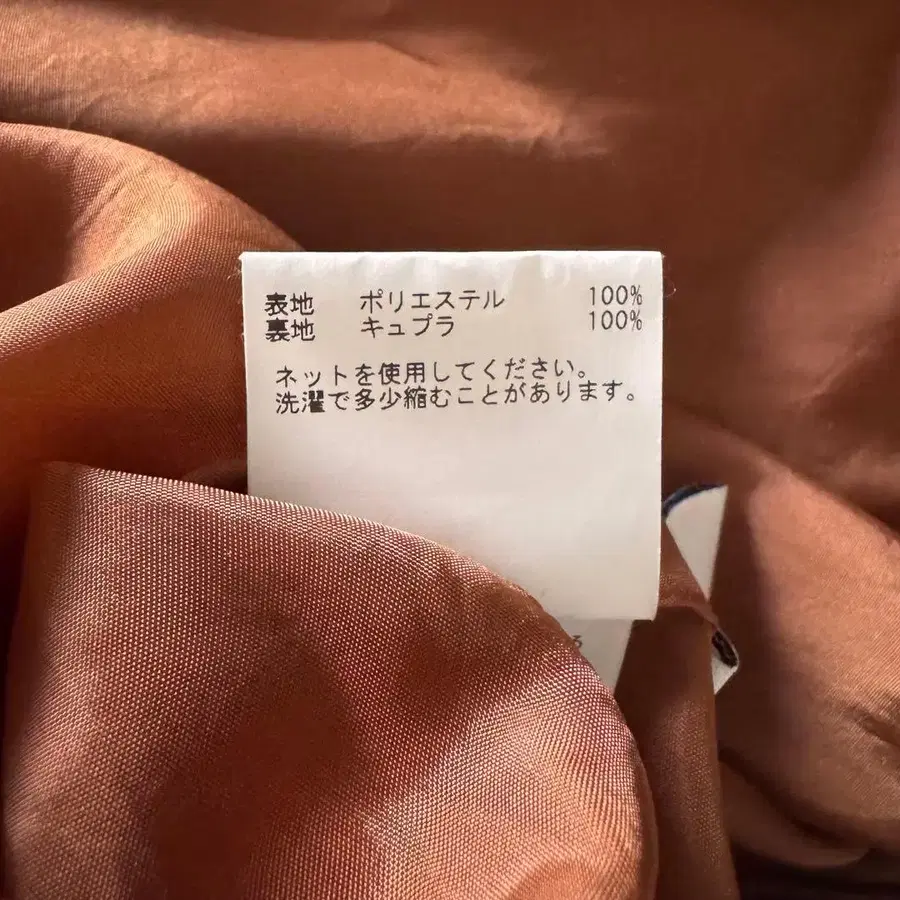 表地 ポリエステル 100%
裏地 キュプラ 100%
ネットを使用してください。
洗濯で多少縮むことがあります。